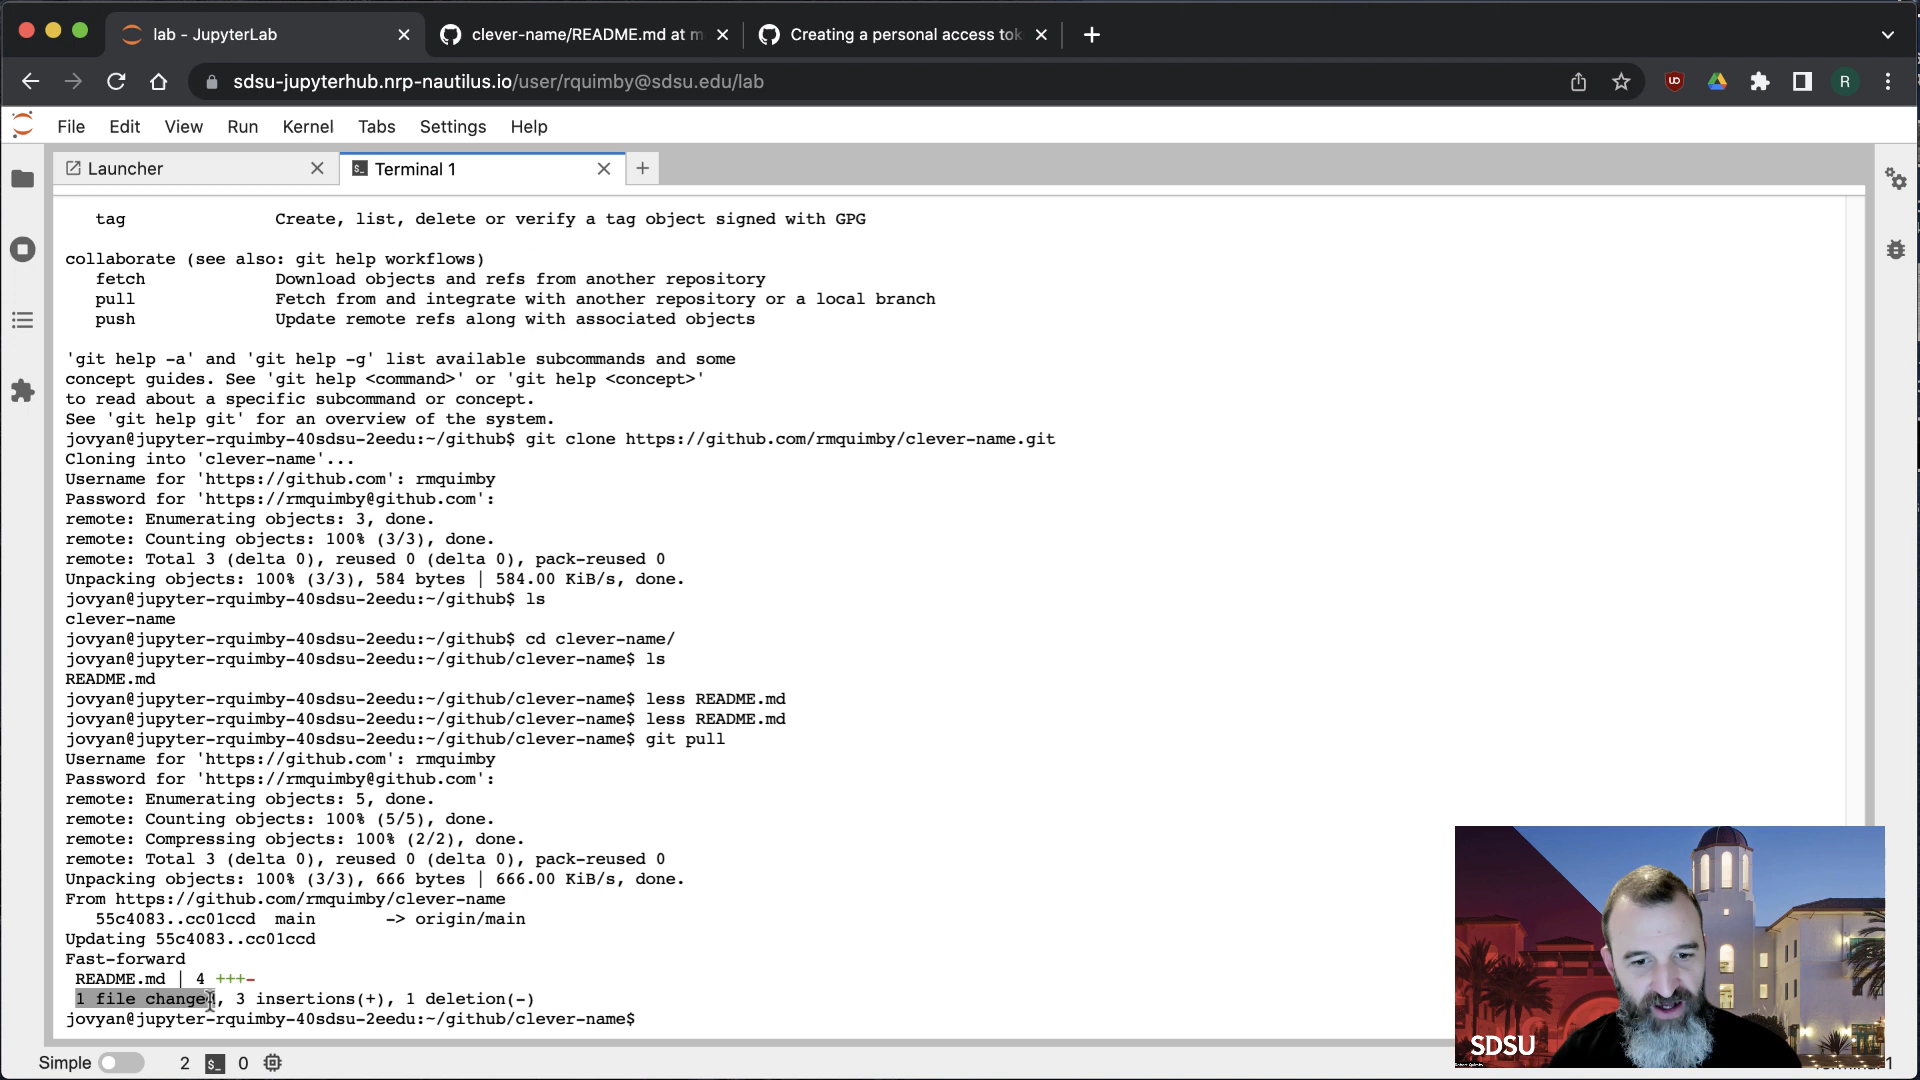 lab - JupyterLab
clever-name/README.md at m
Creating a personal access tok
sdsu-jupyterhub.nrp-nautilus.io/user/rquimby@sdsu.edu/lab
R
File Edit View Run Kernel Tabs Settings Help
Launcher
Terminal 1
tag Create, list, delete or verify a tag object signed with GPG
collaborate (see also: git help workflows)
fetch Download objects and refs from another repository
pull Fetch from and integrate with another repository or a local branch
push Update remote refs along with associated objects
'git help -a' and 'git help -g' list available subcommands and some
concept guides. See 'git help <command>' or 'git help <concept>'
to read about a specific subcommand or concept.
See 'git help git' for an overview of the system.
jovyan@jupyter-rquimby-40sdsu-2eedu:~/github$ git clone https://github.com/rmquimby/clever-name.git
Cloning into 'clever-name'...
Username for 'https://github.com': rmquimby
Password for 'https://rmquimby@github.com':
remote: Enumerating objects: 3, done.
remote: Counting objects: 100% (3/3), done.
remote: Total 3 (delta 0), reused 0 (delta 0), pack-reused 0
Unpacking objects: 100% (3/3), 584 bytes | 584.00 KiB/s, done.
jovyan@jupyter-rquimby-40sdsu-2eedu:~/github$ ls
clever-name
jovyan@jupyter-rquimby-40sdsu-2eedu:~/github$ cd clever-name/
jovyan@jupyter-rquimby-40sdsu-2eedu:~/github/clever-name$ ls
README.md
jovyan@jupyter-rquimby-40sdsu-2eedu:~/github/clever-name$ less README.md
jovyan@jupyter-rquimby-40sdsu-2eedu:~/github/clever-name$ less README.md
jovyan@jupyter-rquimby-40sdsu-2eedu:~/github/clever-name$ git pull
Username for 'https://github.com': rmquimby
Password for 'https://rmquimby@github.com':
remote: Enumerating objects: 5, done.
remote: Counting objects: 100% (5/5), done.
remote: Compressing objects: 100% (2/2), done.
remote: Total 3 (delta 0), reused 0 (delta 0), pack-reused 0
Unpacking objects: 100% (3/3), 666 bytes | 666.00 KiB/s, done.
From https://github.com/rmquimby/clever-name
55c4083..cc01ccd main -> origin/main
Updating 55c4083..cc01ccd
Fast-forward
README.md | 4 +++-
1 file changed, 3 insertions(+), 1 deletion(-)
jovyan@jupyter-rquimby-40sdsu-2eedu:~/github/clever-name$
SDSU
Simple 2 0